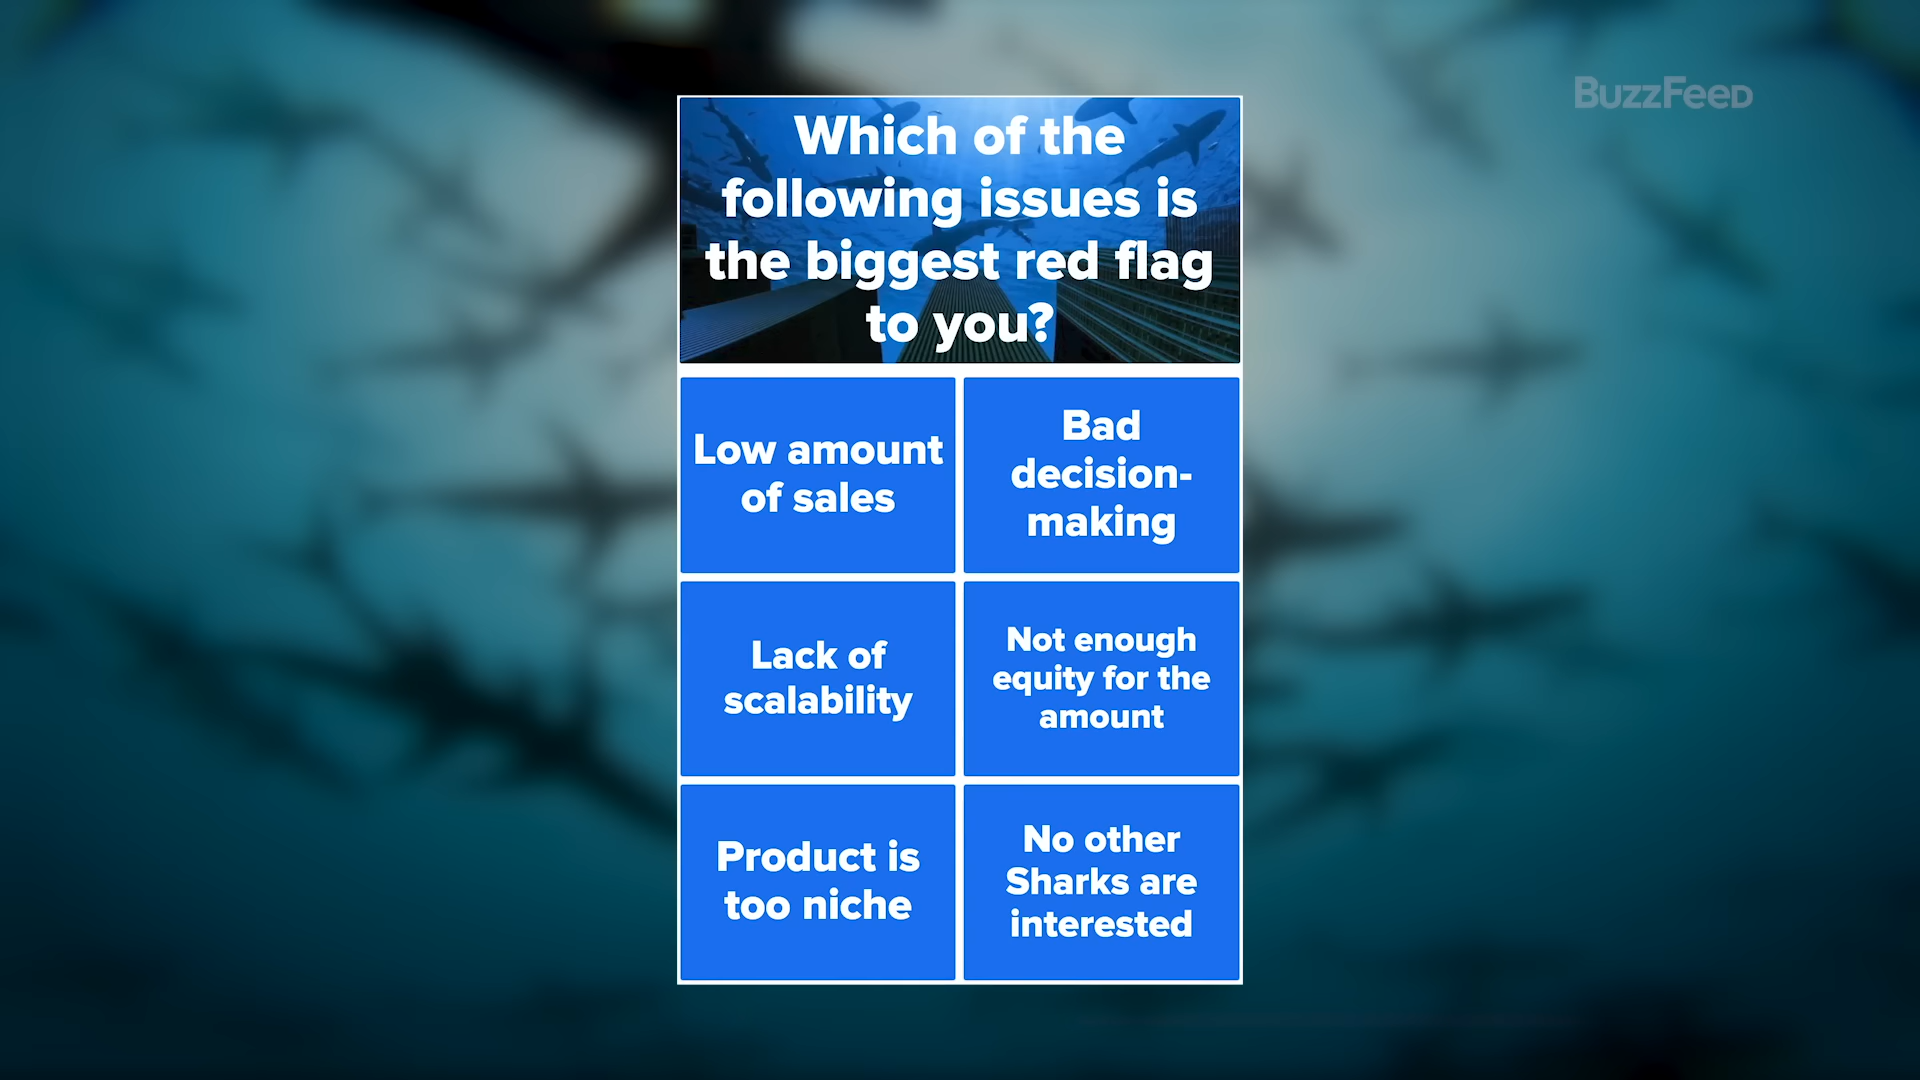 BuzzFeed
Which of the
following issues is
the biggest red flag
to you?
Low amount
of sales
Bad
decision-
making
Lack of
scalability
Not enough
equity for the
amount
Product is
too niche
No other
Sharks are
interested